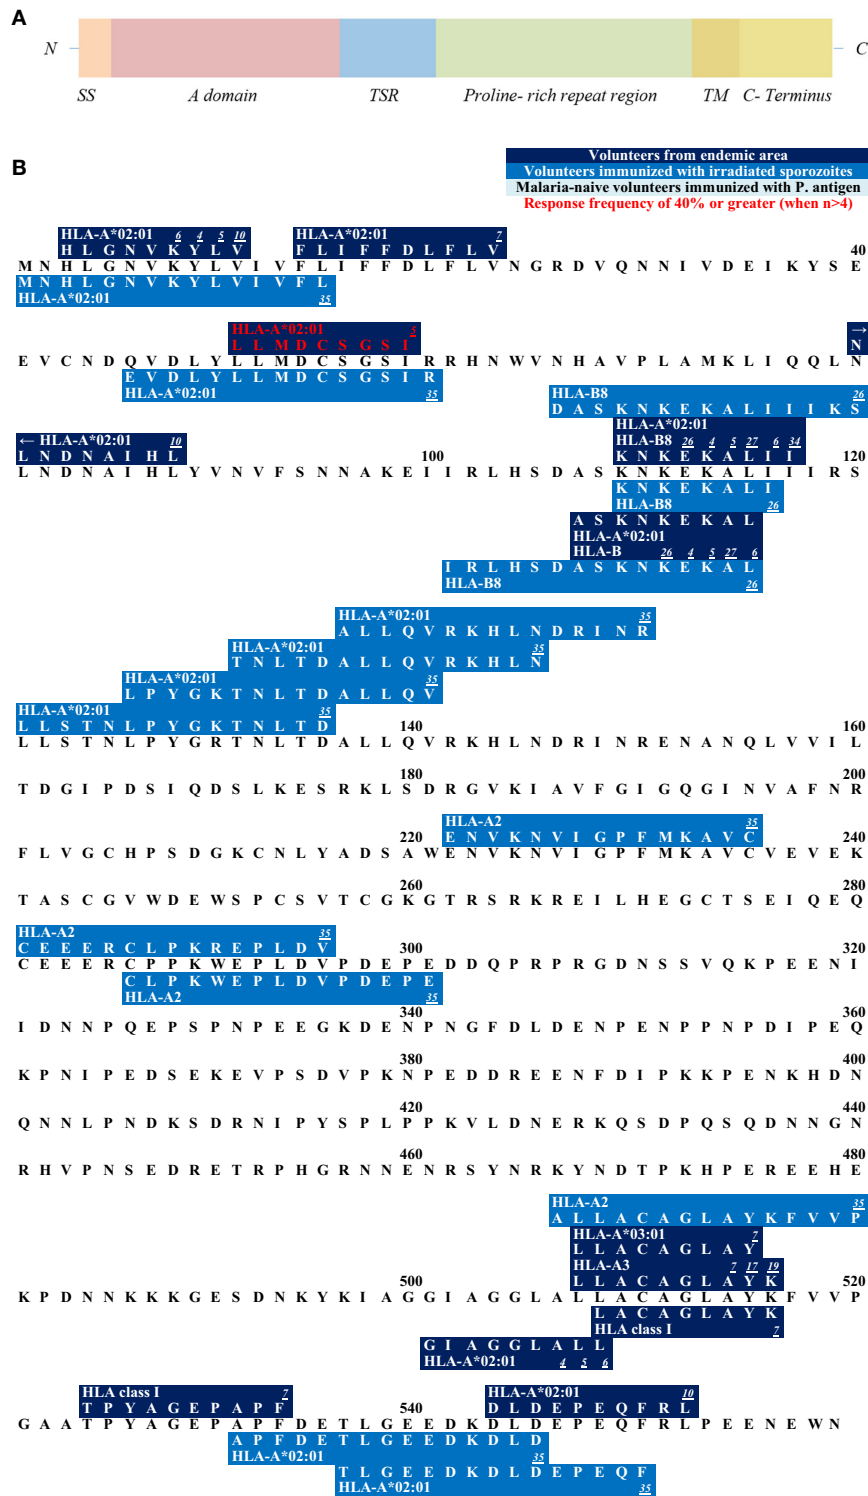 A
N
C
SS A domain TSR Proline- rich repeat region TM C- Terminus
B
Volunteers from endemic area
Volunteers immunized with irradiated sporozoites
Malaria-naive volunteers immunized with P. antigen
Response frequency of 40% or greater (when n>4)
HLA-A*02:01 6 4 5 10 HLA-A*02:01 7
H L G N V K Y L V F L I F F D L F L V 40
M N H L G N V K Y L V I V F L I F F D L F L V N G R D V Q N N I V D E I K Y S E
M N H L G N V K Y L V I V F L
HLA-A*02:01 35
HLA-A*02:01 5 →
L L M D C S G S I N
E V C N D Q V D L Y L L M D C S G S I R R H N W V N H A V P L A M K L I Q Q L N
E V D L Y L L M D C S G S I R
HLA-A*02:01 35
HLA-B8 26
D A S K N K E K A L I I I K S
HLA-A*02:01
← HLA-A*02:01 10 HLA-B8 26 4 5 27 6 34
L N D N A I H L 100 K N K E K A L I I 120
L N D N A I H L Y V N V F S N N A K E I I R L H S D A S K N K E K A L I I I R S
K N K E K A L I
HLA-B8 26
A S K N K E K A L
HLA-A*02:01
HLA-B 26 4 5 27 6
I R L H S D A S K N K E K A L
HLA-B8 26
HLA-A*02:01 35
A L L Q V R K H L N D R I N R
HLA-A*02:01 35
T N L T D A L L Q V R K H L N
HLA-A*02:01 35
L P Y G K T N L T D A L L Q V
HLA-A*02:01 35
L L S T N L P Y G K T N L T D 140 160
L L S T N L P Y G R T N L T D A L L Q V R K H L N D R I N R E N A N Q L V V I L
180 200
T D G I P D S I Q D S L K E S R K L S D R G V K I A V F G I G Q G I N V A F N R
HLA-A2 35
220 E N V K N V I G P F M K A V C 240
F L V G C H P S D G K C N L Y A D S A W E N V K N V I G P F M K A V C V E V E K
260 280
T A S C G V W D E W S P C S V T C G K G T R S R K R E I L H E G C T S E I Q E Q
HLA-A2 35
C E E E R C L P K R E P L D V 300 320
C E E E R C P P K W E P L D V P D E P E D D Q P R P R G D N S S V Q K P E E N I
C L P K W E P L D V P D E P E
HLA-A2 35
340 360
I D N N P Q E P S P N P E E G K D E N P N G F D L D E N P E N P P N P D I P E Q
380 400
K P N I P E D S E K E V P S D V P K N P E D D R E E N F D I P K K P E N K H D N
420 440
Q N N L P N D K S D R N I P Y S P L P P K V L D N E R K Q S D P Q S Q D N N G N
460 480
R H V P N S E D R E T R P H G R N N E N R S Y N R K Y N D T P K H P E R E E H E
HLA-A2 35
A L L A C A G L A Y K F V V P
HLA-A*03:01 7
L L A C A G L A Y
HLA-A3 7 17 19
500 L L A C A G L A Y K 520
K P D N N K K K G E S D N K Y K I A G G I A G G L A L L A C A G L A Y K F V V P
L A C A G L A Y K
HLA class I 7
G I A G G L A L L
HLA-A*02:01 4 5 6
HLA class I 7 HLA-A*02:01 10
T P Y A G E P A P F 540 D L D E P E Q F R L
G A A T P Y A G E P A P F D E T L G E E D K D L D E P E Q F R L P E E N E W N
A P F D E T L G E E D K D L D
HLA-A*02:01 35
T L G E E D K D L D E P E Q F
HLA-A*02:01 35